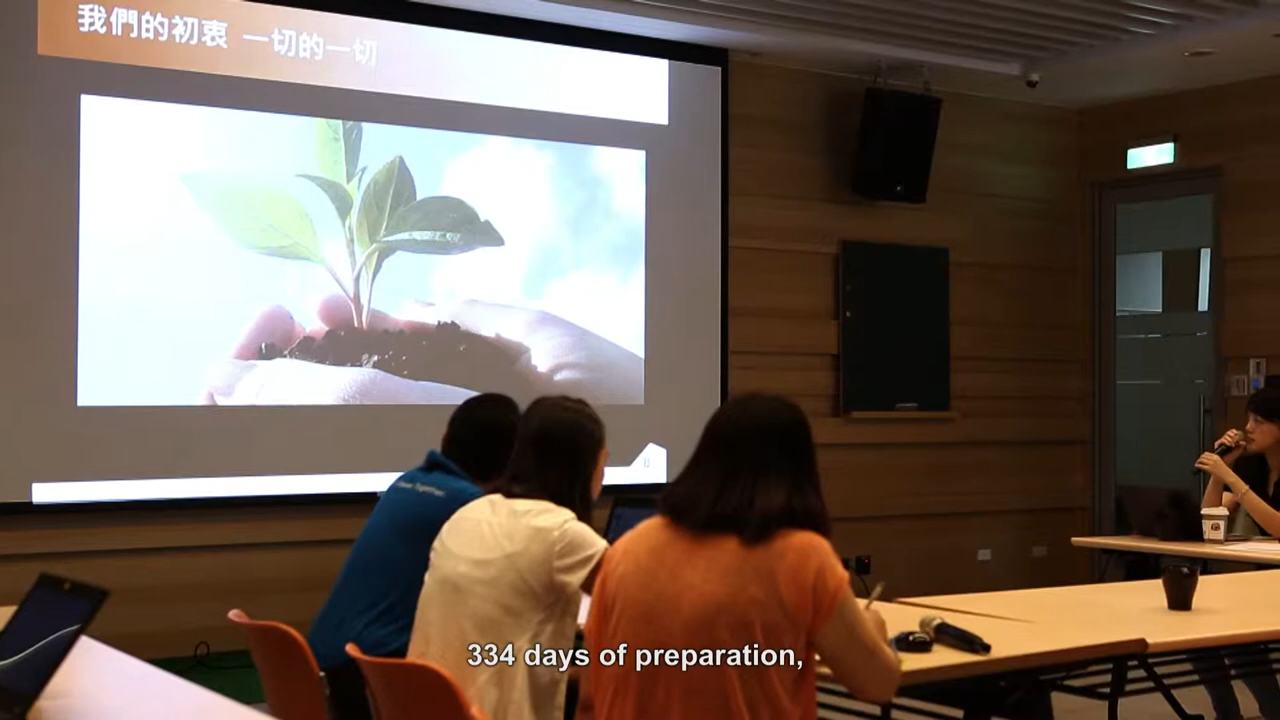 我們的初衷 一切的一切
334 days of preparation,